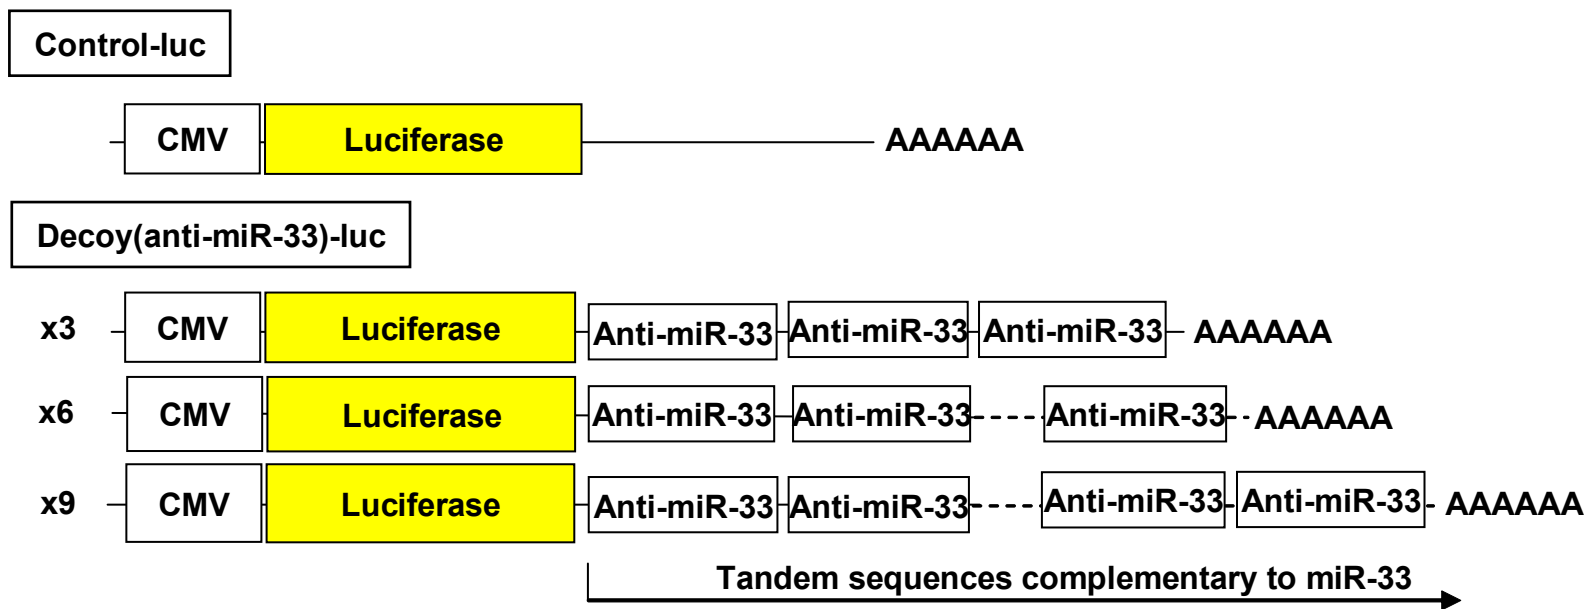 Control-luc
CMV Luciferase AAAAAA
Decoy(anti-miR-33)-luc
x3 CMV Luciferase Anti-miR-33 Anti-miR-33 Anti-miR-33 AAAAAA
x6 CMV Luciferase Anti-miR-33 Anti-miR-33 Anti-miR-33 AAAAAA
x9 CMV Luciferase Anti-miR-33 Anti-miR-33 Anti-miR-33 Anti-miR-33 AAAAAA
Tandem sequences complementary to miR-33